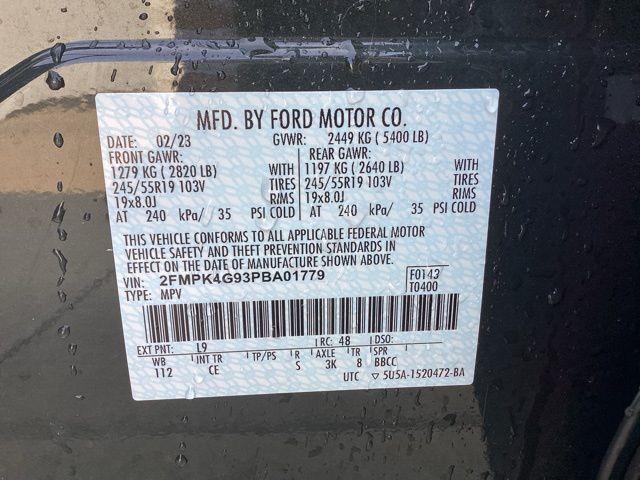 MFD. BY FORD MOTOR CO.
DATE: 02/23 GVWR: 2449 KG (5400 LB)
FRONT GAWR: REAR GAWR:
1279 KG (2820 LB) WITH 1197 KG (2640 LB) WITH
245/55R19 103V TIRES 245/55R19 103V TIRES
19x8.0J RIMS 19x8.0J RIMS
AT 240 kPa/ 35 PSI COLD AT 240 kPa/ 35 PSI COLD
THIS VEHICLE CONFORMS TO ALL APPLICABLE FEDERAL MOTOR
VEHICLE SAFETY AND THEFT PREVENTION STANDARDS IN
EFFECT ON THE DATE OF MANUFACTURE SHOWN ABOVE.
VIN: 2FMPK4G93PBA01779 F0143
TYPE: MPV T0400
EXT PNT: L9 RC: 48 DSO:
WB INT TR TP/PS R AXLE TR SPR
112 CE S 3K 8 BBCC
UTC ▽ 5U5A-1520472-BA